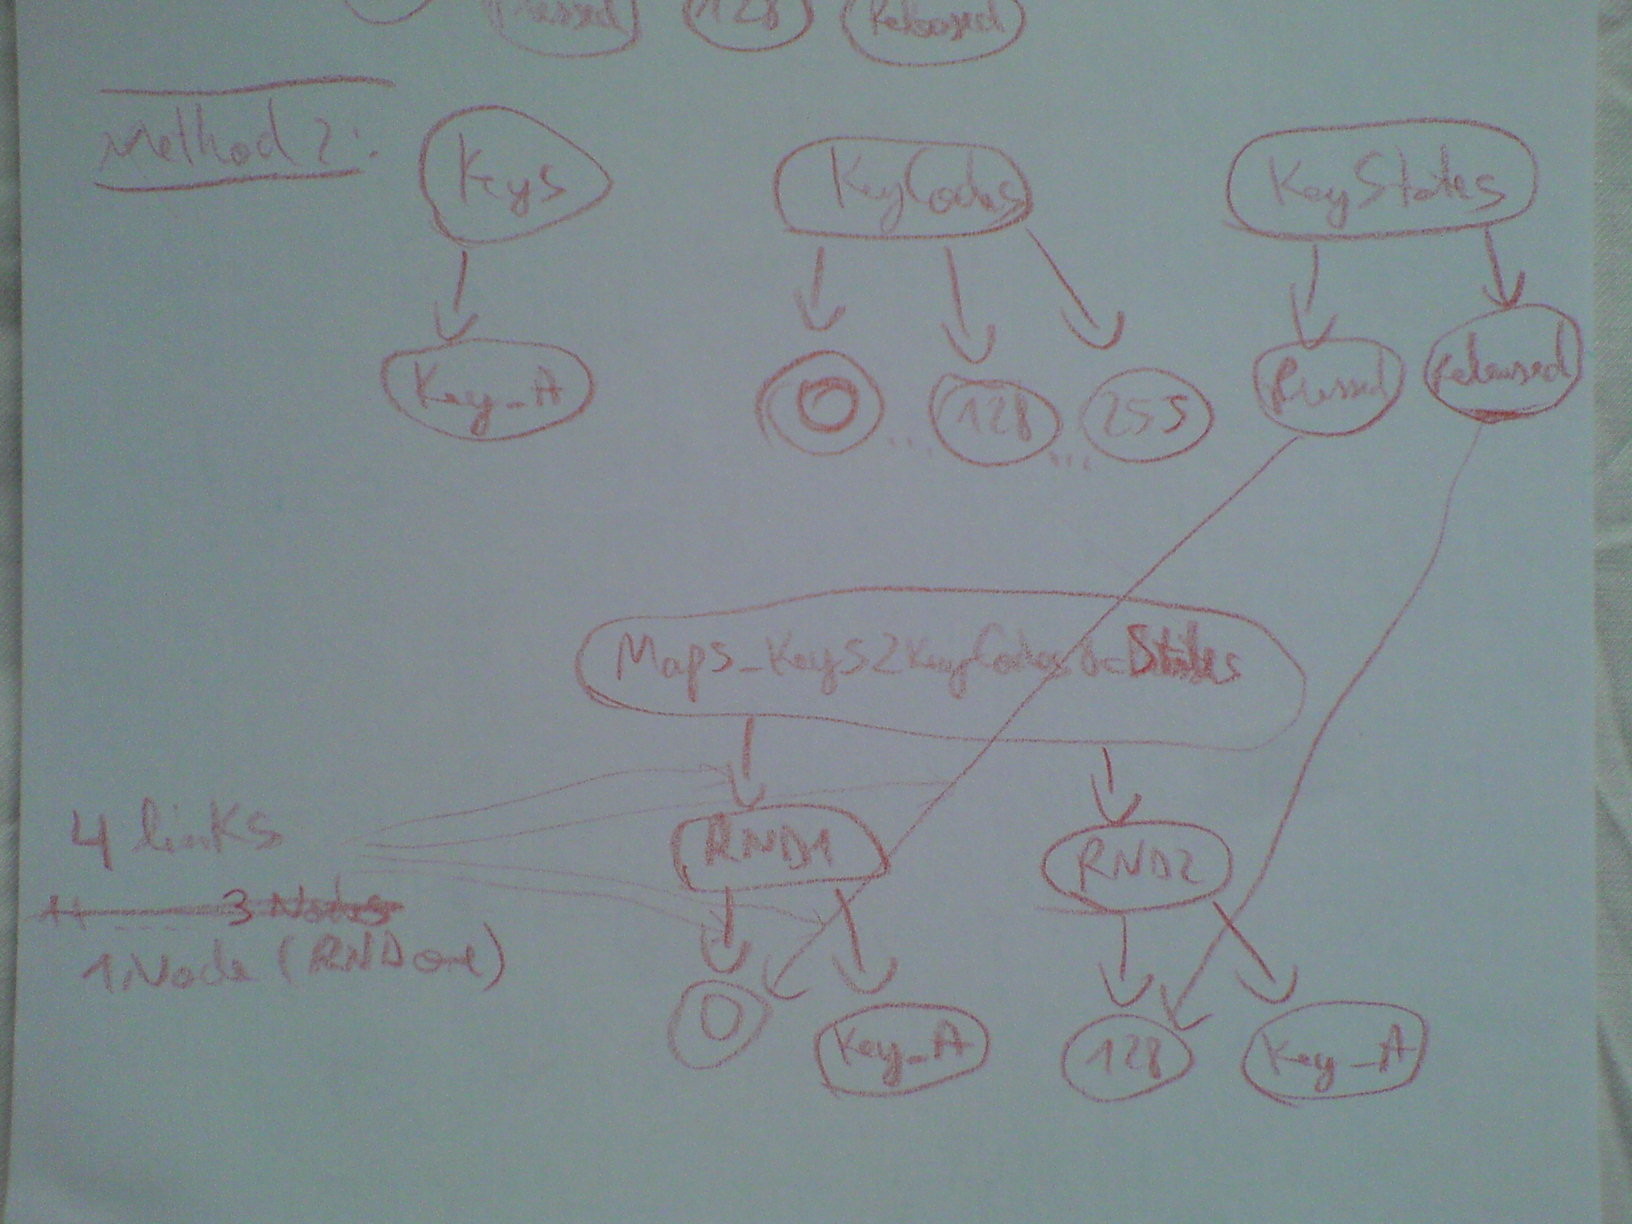 Pressed 128 Released
Method 2:
Keys KeyCodes KeyStates
Key_A 0 ... 128 ... 255 Pressed Released
Maps_Keys2KeyCodes States
4 links
RND1 RND2
3 Nodes
1 Node (RND one)
0 Key_A 128 Key_A